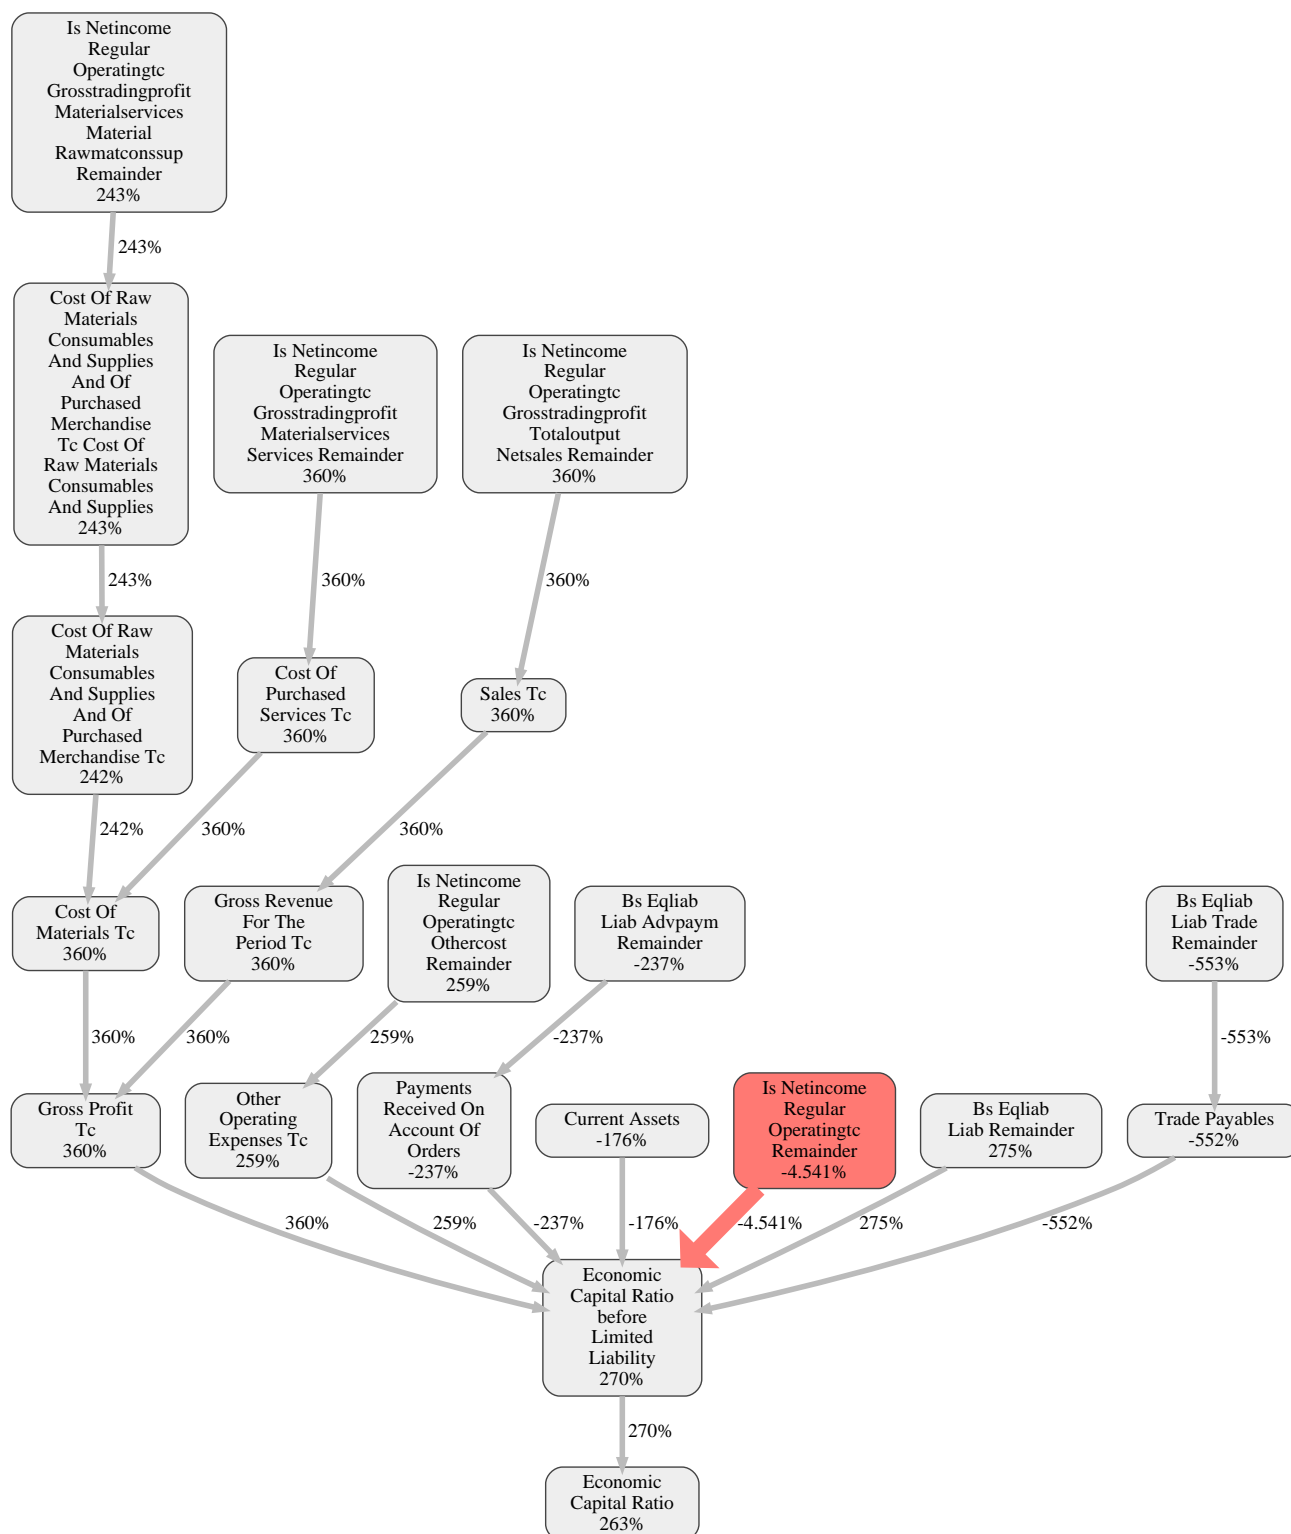 Is Netincome
Regular
Operatingtc
Grosstradingprofit
Materialservices
Material
Rawmatconssup
Remainder
243%
243%
Cost Of Raw
Materials
Consumables
And Supplies
And Of
Purchased
Merchandise
Tc Cost Of
Raw Materials
Consumables
And Supplies
243%
Is Netincome
Regular
Operatingtc
Grosstradingprofit
Materialservices
Services Remainder
360%
Is Netincome
Regular
Operatingtc
Grosstradingprofit
Totaloutput
Netsales Remainder
360%
243%
360%
360%
Cost Of Raw
Materials
Consumables
And Supplies
And Of
Purchased
Merchandise Tc
242%
Cost Of
Purchased
Services Tc
360%
Sales Tc
360%
242%
360%
360%
Cost Of
Materials Tc
360%
Gross Revenue
For The
Period Tc
360%
Is Netincome
Regular
Operatingtc
Othercost
Remainder
259%
Bs Eqliab
Liab Advpaym
Remainder
-237%
Bs Eqliab
Liab Trade
Remainder
-553%
360%
360%
259%
-237%
-553%
Gross Profit
Tc
360%
Other
Operating
Expenses Tc
259%
Payments
Received On
Account Of
Orders
-237%
Current Assets
-176%
Is Netincome
Regular
Operatingtc
Remainder
-4.541%
Bs Eqliab
Liab Remainder
275%
Trade Payables
-552%
360%
259%
-237%
-176%
-4.541%
275%
-552%
Economic
Capital Ratio
before
Limited
Liability
270%
270%
Economic
Capital Ratio
263%